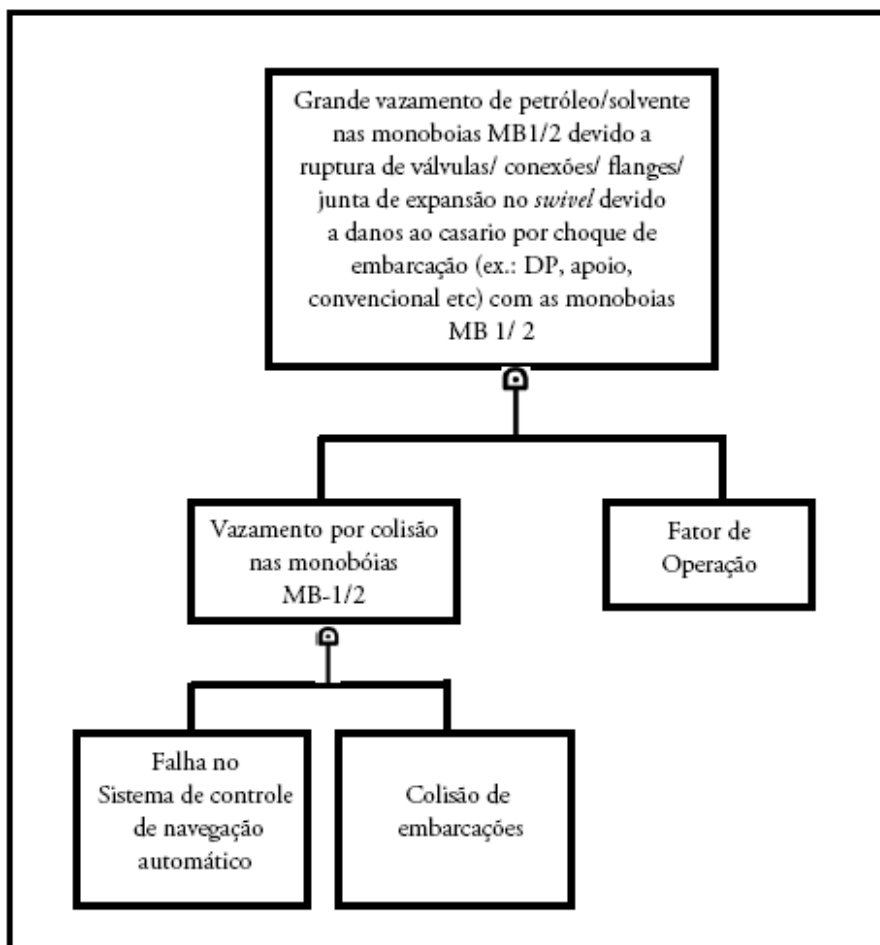 Grande vazamento de petróleo/solvente
nas monoboias MB1/2 devido a
ruptura de válvulas/ conexões/ flanges/
junta de expansão no swivel devido
a danos ao casario por choque de
embarcação (ex.: DP, apoio,
convencional etc) com as monoboias
MB 1/ 2
Vazamento por colisão
nas monobóias
MB-1/2
Fator de
Operação
Falha no
Sistema de controle
de navegação
automático
Colisão de
embarcações